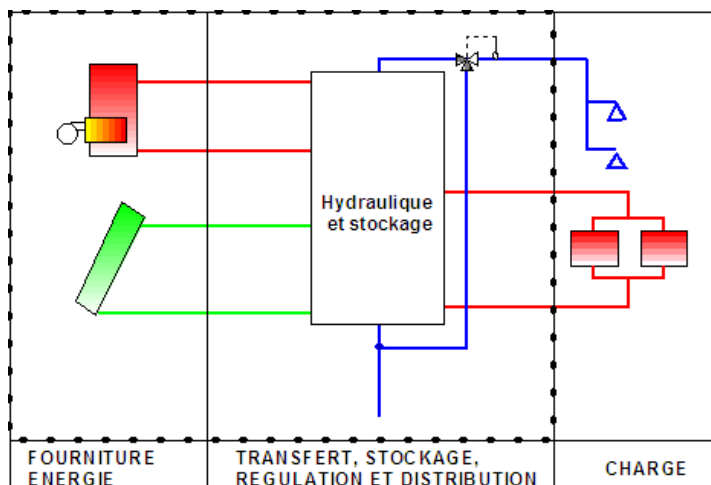 Hydraulique
et stockage
FOURNITURE
ENERGIE
TRANSFERT, STOCKAGE,
REGULATION ET DISTRIBUTION
CHARGE